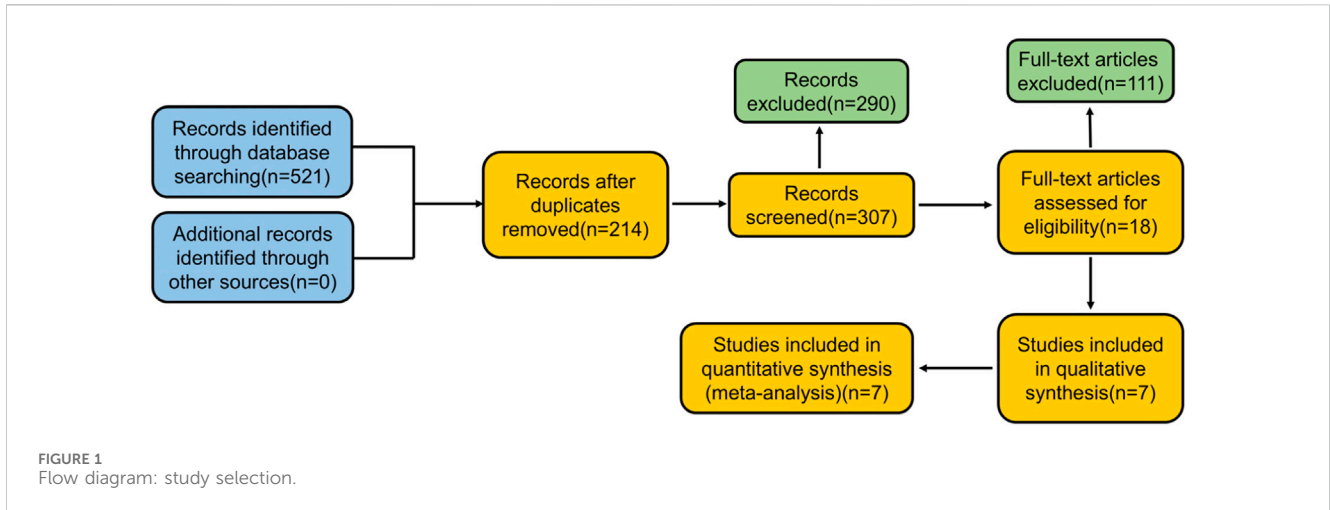 Records identified
through database
searching(n=521)
Additional records
identified through
other sources(n=0)
Records after
duplicates
removed(n=214)
Records
excluded(n=290)
Records
screened(n=307)
Full-text articles
excluded(n=111)
Full-text articles
assessed for
eligibility(n=18)
Studies included
in qualitative
synthesis(n=7)
Studies included in
quantitative synthesis
(meta-analysis)(n=7)
FIGURE 1
Flow diagram: study selection.